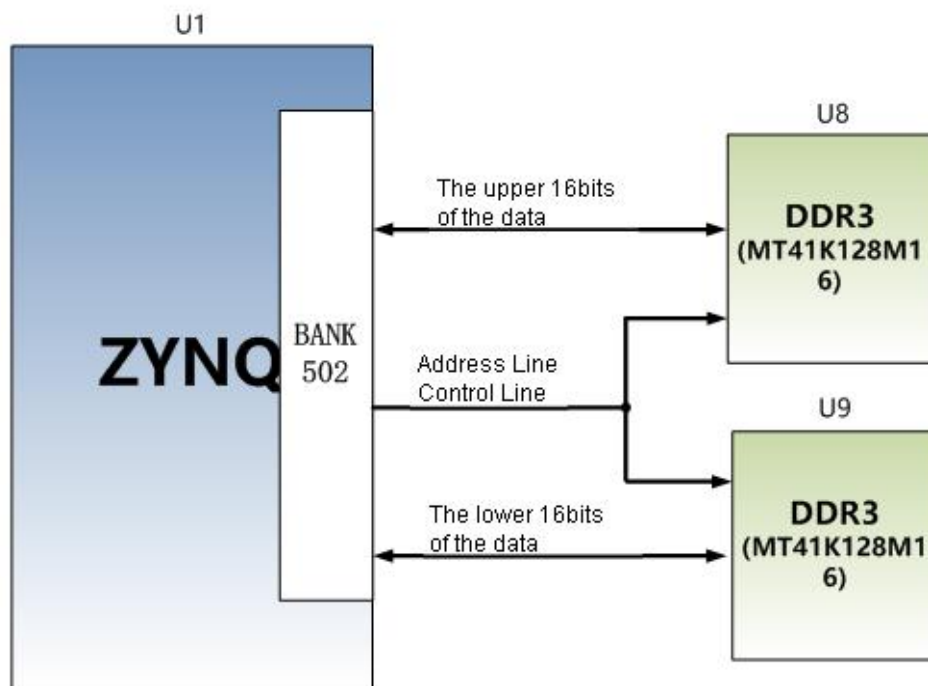 U1
ZYNQ
BANK
502
The upper 16bits
of the data
Address Line
Control Line
The lower 16bits
of the data
U8
DDR3
(MT41K128M1
6)
U9
DDR3
(MT41K128M1
6)